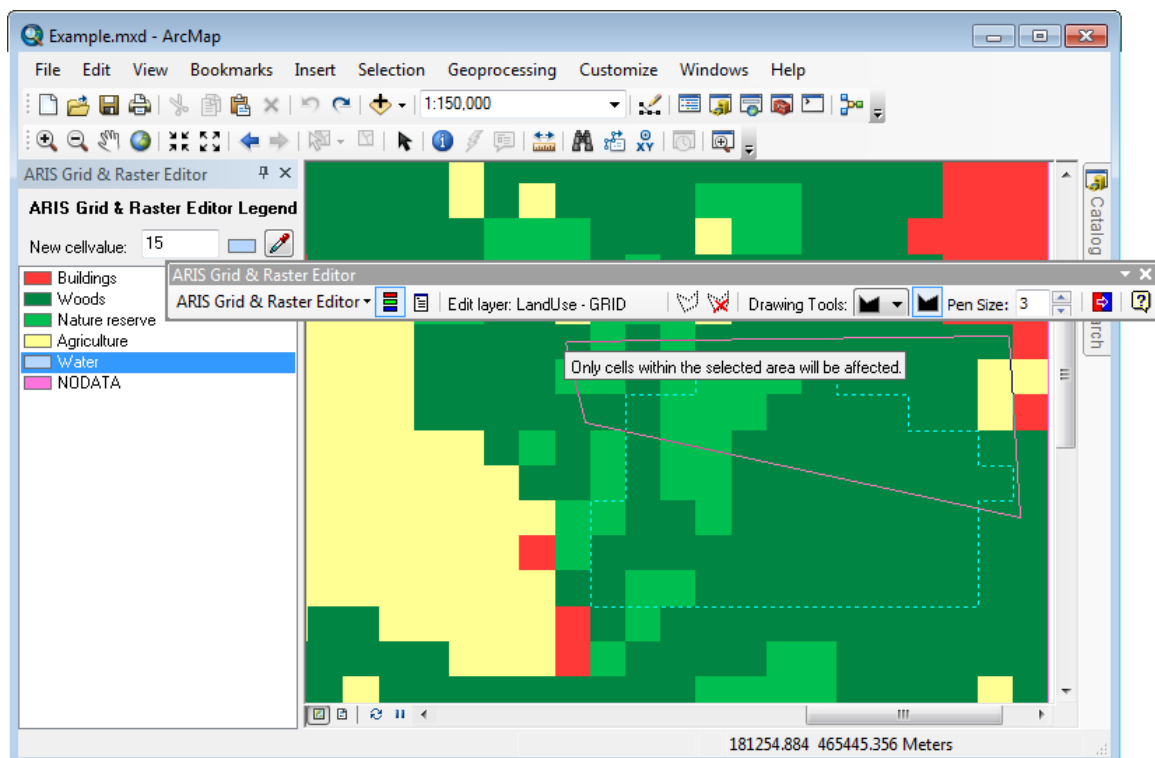 Example.mxd - ArcMap
File Edit View Bookmarks Insert Selection Geoprocessing Customize Windows Help
1:150,000
XY
ARIS Grid & Raster Editor
ARIS Grid & Raster Editor Legend
New cellvalue: 15
Buildings
Woods
Nature reserve
Agriculture
Water
NODATA
Catalog
ARIS Grid & Raster Editor
ARIS Grid & Raster Editor Edit layer: LandUse - GRID Drawing Tools: Pen Size: 3
Only cells within the selected area will be affected.
181254.884 465445.356 Meters